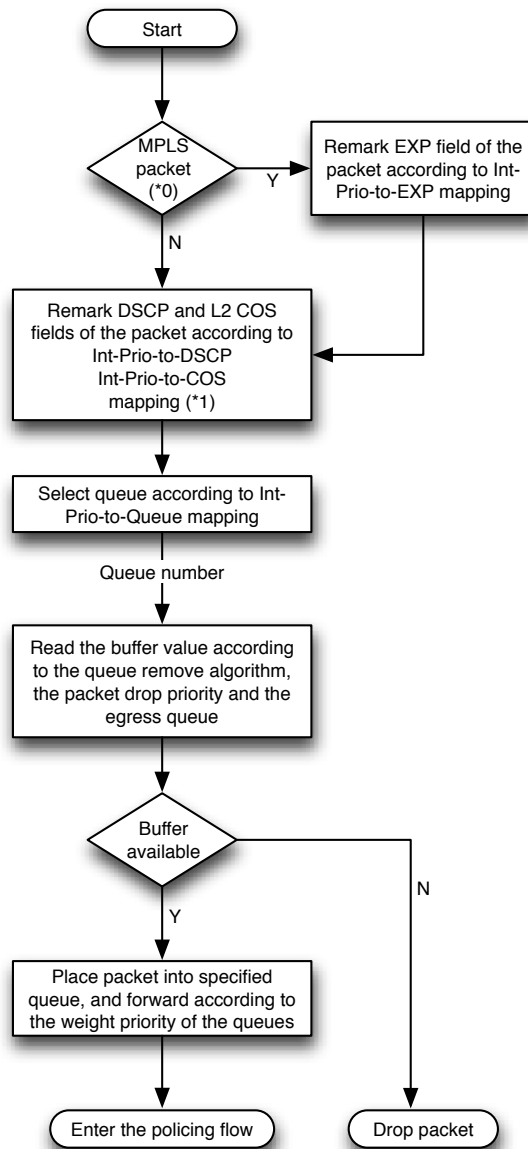 Start
MPLS
packet
(*0)
Y
Remark EXP field of the
packet according to Int-
Prio-to-EXP mapping
N
Remark DSCP and L2 COS
fields of the packet according to
Int-Prio-to-DSCP
Int-Prio-to-COS
mapping (*1)
Select queue according to Int-
Prio-to-Queue mapping
Queue number
Read the buffer value according
to the queue remove algorithm,
the packet drop priority and the
egress queue
Buffer
available
N
Y
Place packet into specified
queue, and forward according to
the weight priority of the queues
Enter the policing flow
Drop packet